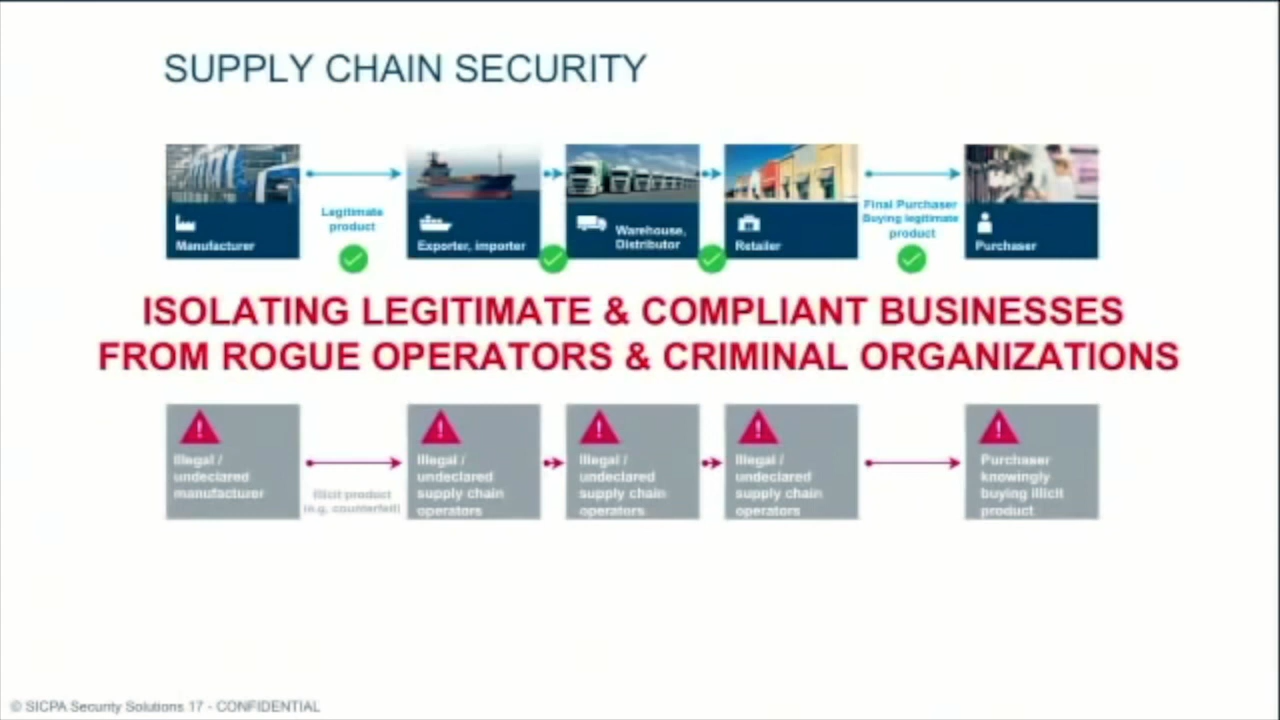 SUPPLY CHAIN SECURITY
Legitimate
product
Final Purchaser
Buying legitimate
product
Manufacturer
Exporter, importer
Warehouse,
Distributor
Retailer
Purchaser
ISOLATING LEGITIMATE & COMPLIANT BUSINESSES
FROM ROGUE OPERATORS & CRIMINAL ORGANIZATIONS
Illegal /
undeclared
manufacturer
Illicit product
(e.g. counterfeit)
Illegal /
undeclared
supply chain
operators
Illegal /
undeclared
supply chain
operators
Illegal /
undeclared
supply chain
operators
Purchaser
knowingly
buying illicit
product
© SICPA Security Solutions 17 - CONFIDENTIAL